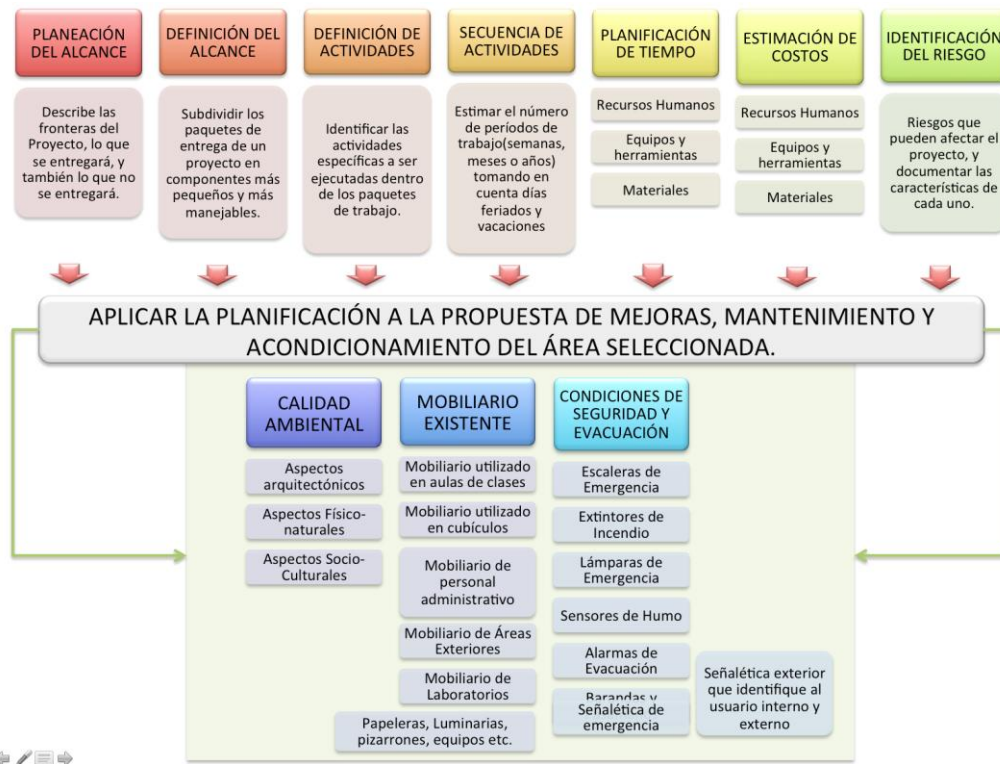 PLANEACIÓN
DEL ALCANCE
DEFINICIÓN DEL
ALCANCE
DEFINICIÓN DE
ACTIVIDADES
SECUENCIA DE
ACTIVIDADES
PLANIFICACIÓN
DE TIEMPO
ESTIMACIÓN DE
COSTOS
IDENTIFICACIÓN
DEL RIESGO
Describe las
fronteras del
Proyecto, lo que
se entregará, y
también lo que no
se entregará.
Subdividir los
paquetes de
entrega de un
proyecto en
componentes más
pequeños y más
manejables.
Identificar las
actividades
específicas a ser
ejecutadas dentro
de los paquetes
de trabajo.
Estimar el número
de períodos de
trabajo(semanas,
meses o años)
tomando en
cuenta días
feriados y
vacaciones
Recursos Humanos
Equipos y
herramientas
Materiales
Recursos Humanos
Equipos y
herramientas
Materiales
Riesgos que
pueden afectar el
proyecto, y
documentar las
características de
cada uno.
APLICAR LA PLANIFICACIÓN A LA PROPUESTA DE MEJORAS, MANTENIMIENTO Y
ACONDICIONAMIENTO DEL ÁREA SELECCIONADA.
CALIDAD
AMBIENTAL
Aspectos
arquitectónicos
Aspectos Físico-
naturales
Aspectos Socio-
Culturales
MOBILIARIO
EXISTENTE
Mobiliario utilizado
en aulas de clases
Mobiliario utilizado
en cubículos
Mobiliario de
personal
administrativo
Mobiliario de Áreas
Exteriores
Mobiliario de
Laboratorios
Papeleras, Luminarias,
pizarrones, equipos etc.
CONDICIONES DE
SEGURIDAD Y
EVACUACIÓN
Escaleras de
Emergencia
Extintores de
Incendio
Lámparas de
Emergencia
Sensores de Humo
Alarmas de
Evacuación
Barandas y
Señalética de
emergencia
Señalética exterior
que identifique al
usuario interno y
externo